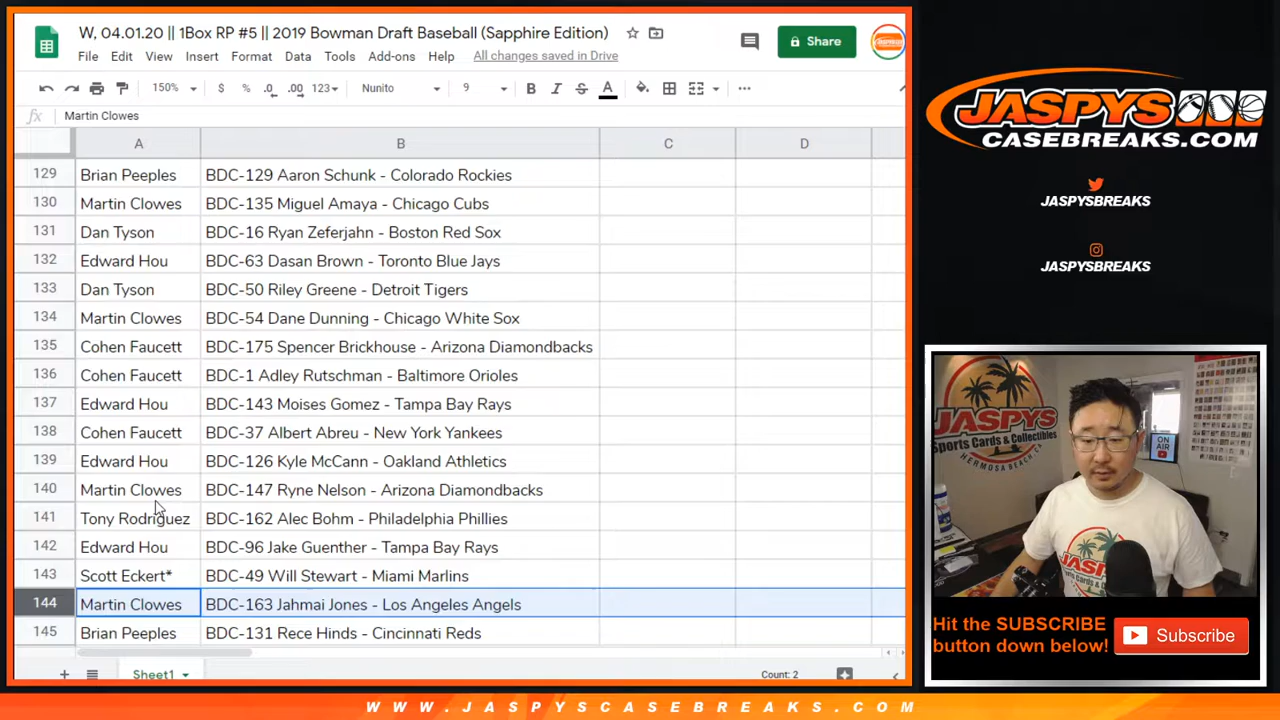 W, 04.01.20 || 1Box RP #5 || 2019 Bowman Draft Baseball (Sapphire Edition)
File Edit View Insert Format Data Tools Add-ons Help All changes saved in Drive
Share
150% $ % .0 .00 123 Nunito 9 B I S A
fx Martin Clowes
A B C D
129 Brian Peeples BDC-129 Aaron Schunk - Colorado Rockies
130 Martin Clowes BDC-135 Miguel Amaya - Chicago Cubs
131 Dan Tyson BDC-16 Ryan Zeferjahn - Boston Red Sox
132 Edward Hou BDC-63 Dasan Brown - Toronto Blue Jays
133 Dan Tyson BDC-50 Riley Greene - Detroit Tigers
134 Martin Clowes BDC-54 Dane Dunning - Chicago White Sox
135 Cohen Faucett BDC-175 Spencer Brickhouse - Arizona Diamondbacks
136 Cohen Faucett BDC-1 Adley Rutschman - Baltimore Orioles
137 Edward Hou BDC-143 Moises Gomez - Tampa Bay Rays
138 Cohen Faucett BDC-37 Albert Abreu - New York Yankees
139 Edward Hou BDC-126 Kyle McCann - Oakland Athletics
140 Martin Clowes BDC-147 Ryne Nelson - Arizona Diamondbacks
141 Tony Rodriguez BDC-162 Alec Bohm - Philadelphia Phillies
142 Edward Hou BDC-96 Jake Guenther - Tampa Bay Rays
143 Scott Eckert* BDC-49 Will Stewart - Miami Marlins
144 Martin Clowes BDC-163 Jahmai Jones - Los Angeles Angels
145 Brian Peeples BDC-131 Rece Hinds - Cincinnati Reds
Sheet1
Count: 2
JASPYS
CASEBREAKS.COM
JASPYSBREAKS
JASPYSBREAKS
JASPYS
Sports Cards & Collectibles
HERMOSA BEACH, CA
ON AIR
Hit the SUBSCRIBE
button down below!
Subscribe
WWW.JASPYSCASEBREAKS.COM